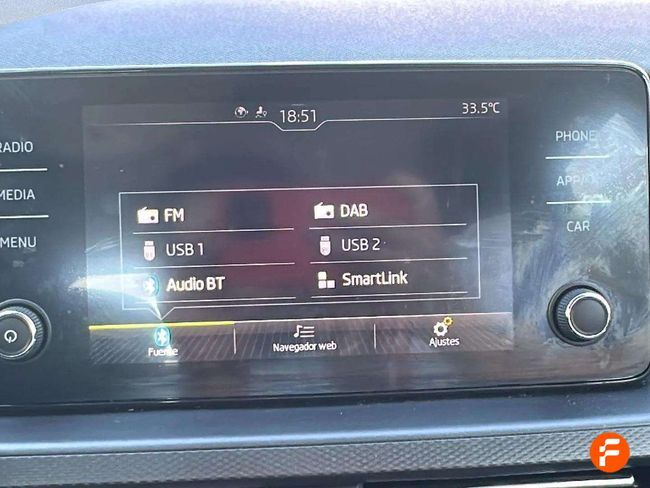 18:51
33.5°C
RADIO
MEDIA
MENU
PHONE
APP/
CAR
FM
DAB
USB 1
USB 2
Audio BT
SmartLink
Fuente
Navegador web
Ajustes